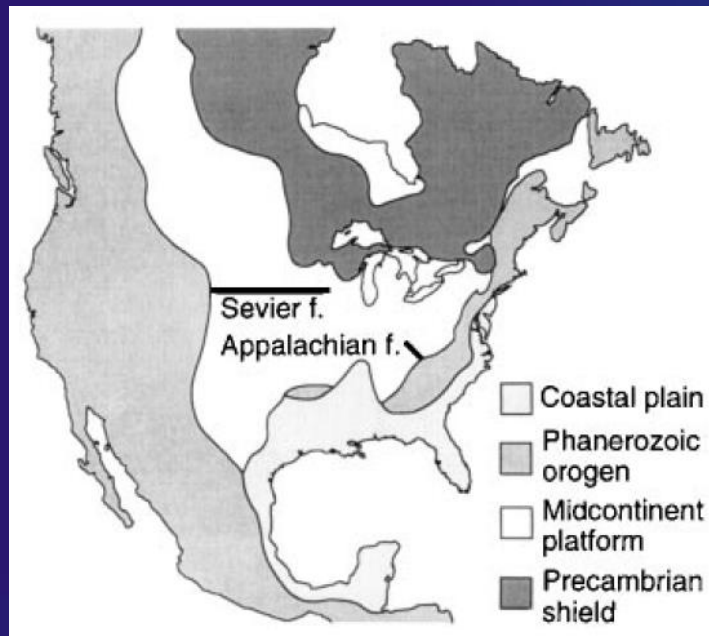 Sevier f.
Appalachian f.
Coastal plain
Phanerozoic
orogen
Midcontinent
platform
Precambrian
shield